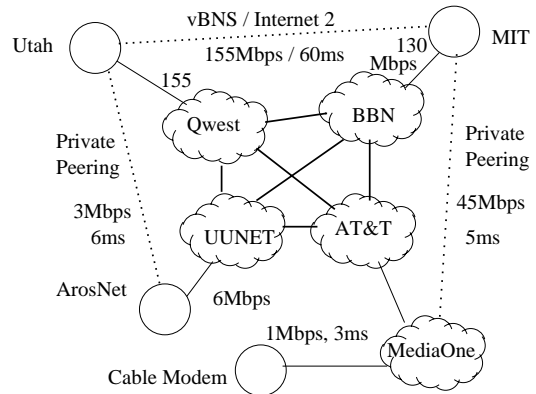 vBNS / Internet 2
Utah
MIT
155Mbps / 60ms
130
Mbps
155
Qwest
BBN
Private
Peering
Private
Peering
3Mbps
6ms
45Mbps
5ms
UUNET
AT&T
ArosNet
6Mbps
1Mbps, 3ms
MediaOne
Cable Modem